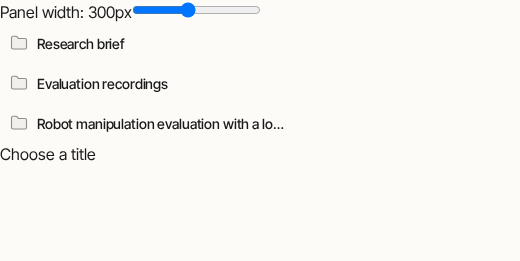 Panel width: 300px
Research brief
Evaluation recordings
Robot manipulation evaluation with a lo...
Choose a title